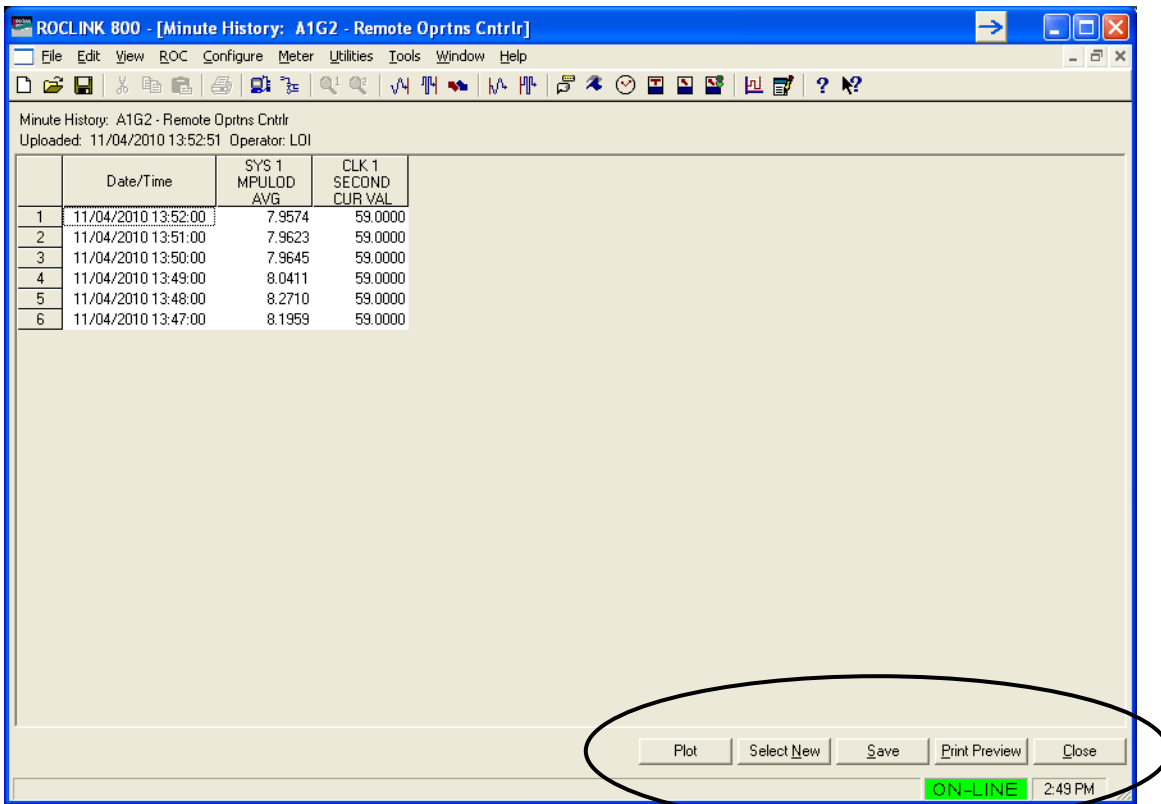 ROCLINK 800 - [Minute History: A1G2 - Remote Oprtns Cntrlr]
File Edit View ROC Configure Meter Utilities Tools Window Help
Minute History: A1G2 - Remote Oprtns Cntrlr
Uploaded: 11/04/2010 13:52:51 Operator: LOI
Date/Time SYS 1 MPULOD AVG CLK 1 SECOND CUR VAL
1 11/04/2010 13:52:00 7.9574 59.0000
2 11/04/2010 13:51:00 7.9623 59.0000
3 11/04/2010 13:50:00 7.9645 59.0000
4 11/04/2010 13:49:00 8.0411 59.0000
5 11/04/2010 13:48:00 8.2710 59.0000
6 11/04/2010 13:47:00 8.1959 59.0000
Plot Select New Save Print Preview Close
ON-LINE 2:49 PM